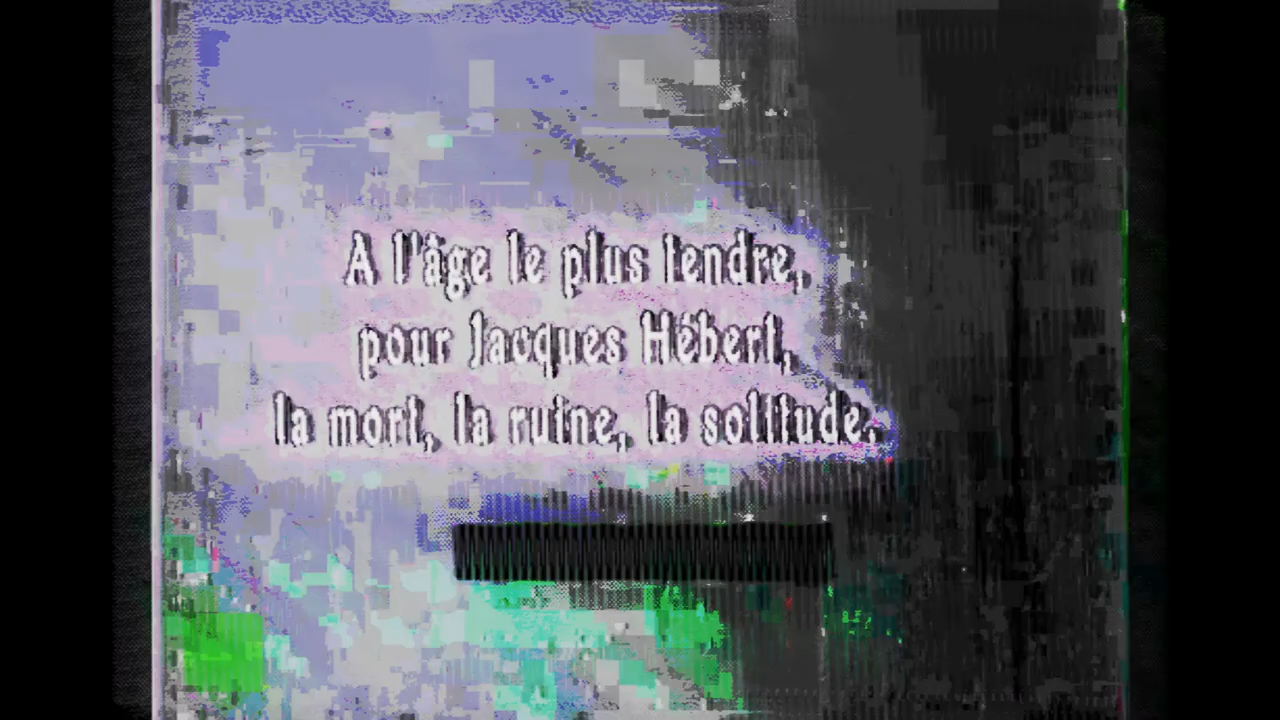 A l'âge le plus tendre,
pour Jacques Hébert,
la mort, la ruine, la solitude.